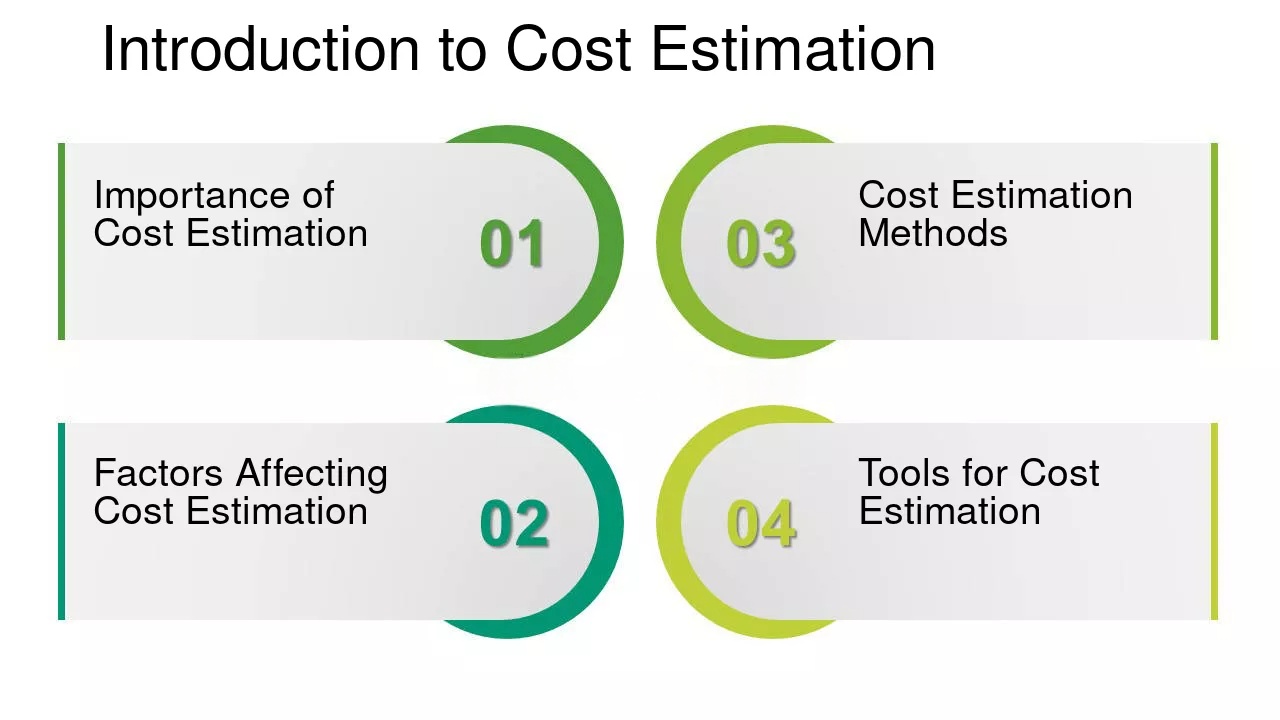 Introduction to Cost Estimation
Importance of
Cost Estimation
01
Factors Affecting
Cost Estimation
02
03
Cost Estimation
Methods
04
Tools for Cost
Estimation